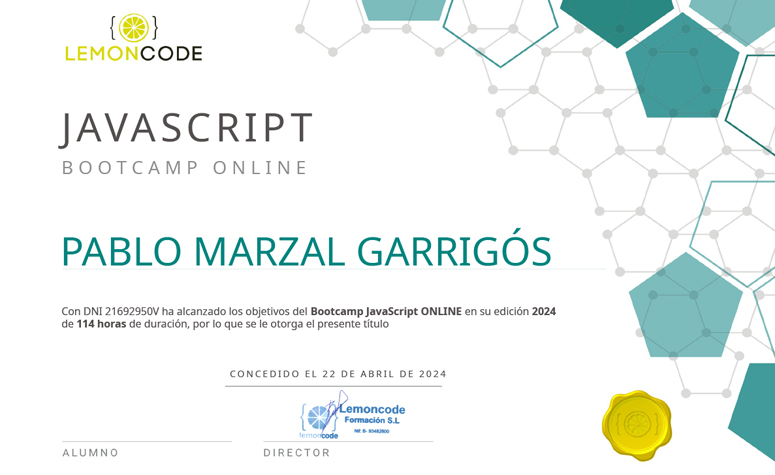 LEMONCODE
JAVASCRIPT
BOOTCAMP ONLINE
PABLO MARZAL GARRIGÓS
Con DNI 21692950V ha alcanzado los objetivos del Bootcamp JavaScript ONLINE en su edición 2024
de 114 horas de duración, por lo que se le otorga el presente título
CONCEDIDO EL 22 DE ABRIL DE 2024
Lemoncode
Formación S.L
lemoncode
ALUMNO
DIRECTOR